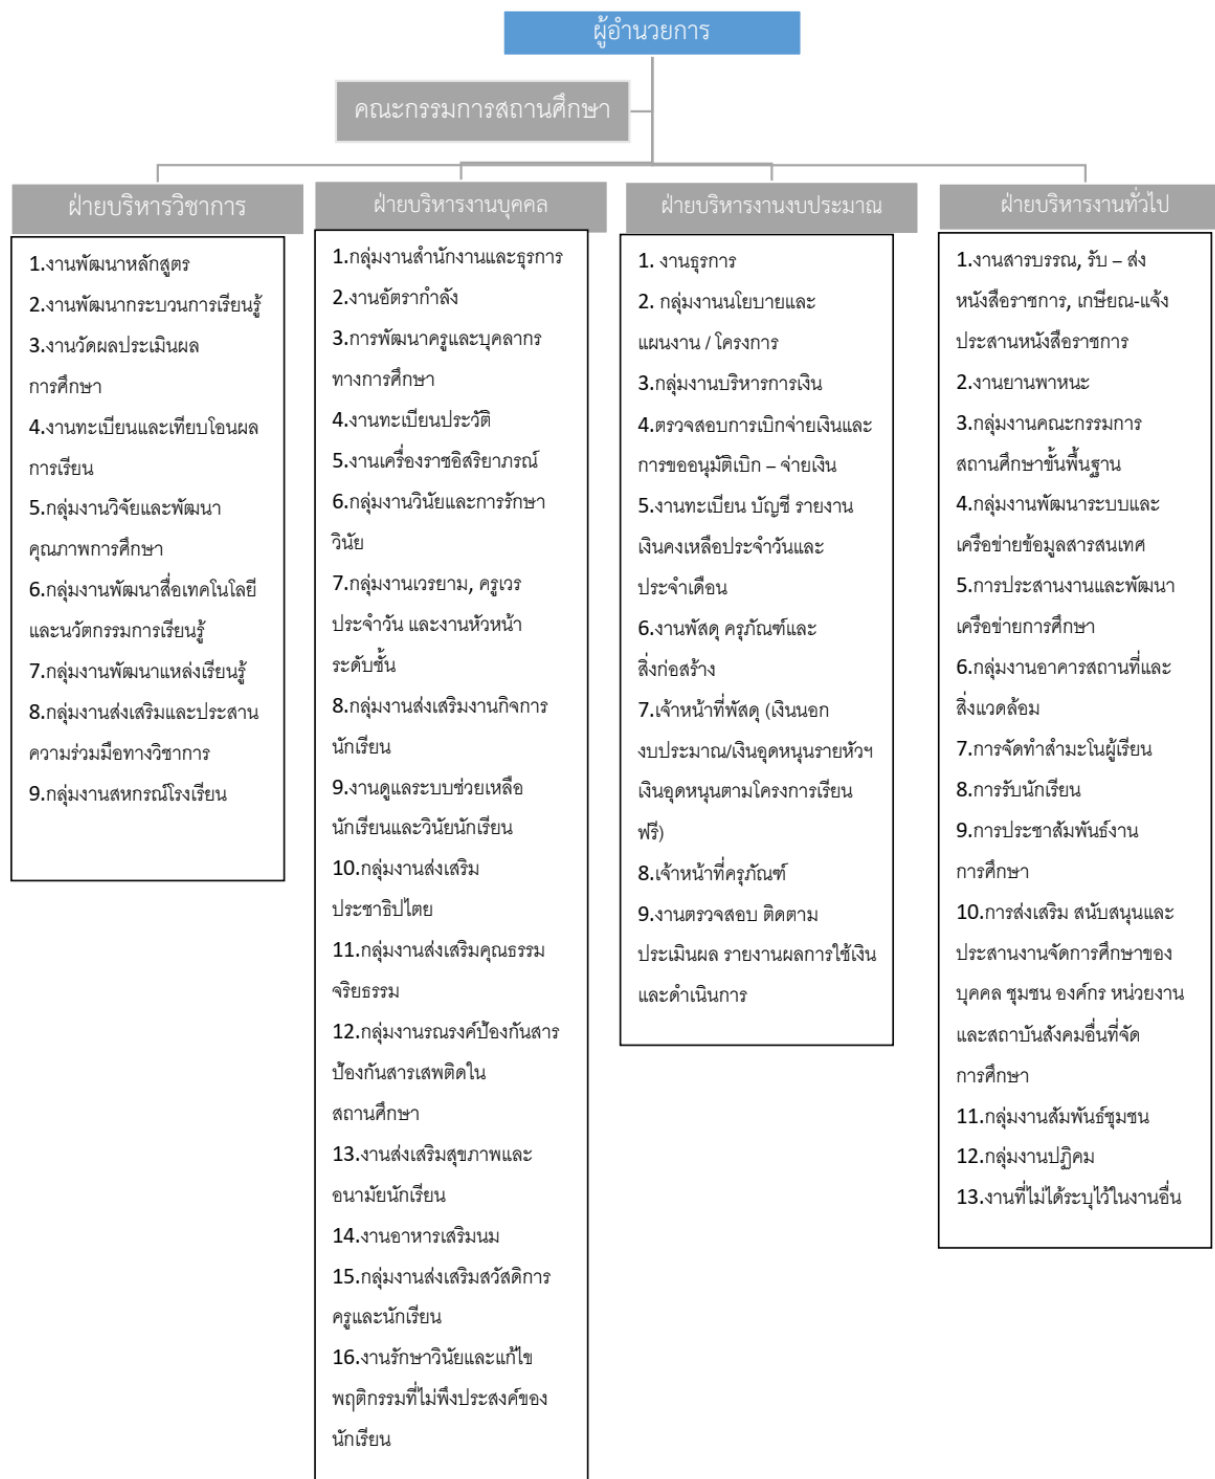 ผู้อำนวยการ
คณะกรรมการสถานศึกษา
ฝ่ายบริหารวิชาการ
1.งานพัฒนาหลักสูตร
2.งานพัฒนากระบวนการเรียนรู้
3.งานวัดผลประเมินผล
การศึกษา
4.งานทะเบียนและเทียบโอนผล
การเรียน
5.กลุ่มงานวิจัยและพัฒนา
คุณภาพการศึกษา
6.กลุ่มงานพัฒนาสื่อเทคโนโลยี
และนวัตกรรมการเรียนรู้
7.กลุ่มงานพัฒนาแหล่งเรียนรู้
8.กลุ่มงานส่งเสริมและประสาน
ความร่วมมือทางวิชาการ
9.กลุ่มงานสหกรณ์โรงเรียน
ฝ่ายบริหารงานบุคคล
1.กลุ่มงานสำนักงานและธุรการ
2.งานอัตรากำลัง
3.การพัฒนาครูและบุคลากร
ทางการศึกษา
4.งานทะเบียนประวัติ
5.งานเครื่องราชอิสริยาภรณ์
6.กลุ่มงานวินัยและการรักษา
วินัย
7.กลุ่มงานเวรยาม, ครูเวร
ประจำวัน และงานหัวหน้า
ระดับชั้น
8.กลุ่มงานส่งเสริมงานกิจการ
นักเรียน
9.งานดูแลระบบช่วยเหลือ
นักเรียนและวินัยนักเรียน
10.กลุ่มงานส่งเสริม
ประชาธิปไตย
11.กลุ่มงานส่งเสริมคุณธรรม
จริยธรรม
12.กลุ่มงานรณรงค์ป้องกันสาร
ป้องกันสารเสพติดใน
สถานศึกษา
13.งานส่งเสริมสุขภาพและ
อนามัยนักเรียน
14.งานอาหารเสริมนม
15.กลุ่มงานส่งเสริมสวัสดิการ
ครูและนักเรียน
16.งานรักษาวินัยและแก้ไข
พฤติกรรมที่ไม่พึงประสงค์ของ
นักเรียน
ฝ่ายบริหารงานงบประมาณ
1. งานธุรการ
2. กลุ่มงานนโยบายและ
แผนงาน / โครงการ
3.กลุ่มงานบริหารการเงิน
4.ตรวจสอบการเบิกจ่ายเงินและ
การขออนุมัติเบิก – จ่ายเงิน
5.งานทะเบียน บัญชี รายงาน
เงินคงเหลือประจำวันและ
ประจำเดือน
6.งานพัสดุ ครุภัณฑ์และ
สิ่งก่อสร้าง
7.เจ้าหน้าที่พัสดุ (เงินนอก
งบประมาณ/เงินอุดหนุนรายหัวฯ
เงินอุดหนุนตามโครงการเรียน
ฟรี)
8.เจ้าหน้าที่ครุภัณฑ์
9.งานตรวจสอบ ติดตาม
ประเมินผล รายงานผลการใช้เงิน
และดำเนินการ
ฝ่ายบริหารงานทั่วไป
1.งานสารบรรณ, รับ – ส่ง
หนังสือราชการ, เกษียณ-แจ้ง
ประสานหนังสือราชการ
2.งานยานพาหนะ
3.กลุ่มงานคณะกรรมการ
สถานศึกษาขั้นพื้นฐาน
4.กลุ่มงานพัฒนาระบบและ
เครือข่ายข้อมูลสารสนเทศ
5.การประสานงานและพัฒนา
เครือข่ายการศึกษา
6.กลุ่มงานอาคารสถานที่และ
สิ่งแวดล้อม
7.การจัดทำสำมะโนผู้เรียน
8.การรับนักเรียน
9.การประชาสัมพันธ์งาน
การศึกษา
10.การส่งเสริม สนับสนุนและ
ประสานงานจัดการศึกษาของ
บุคคล ชุมชน องค์กร หน่วยงาน
และสถาบันสังคมอื่นที่จัด
การศึกษา
11.กลุ่มงานสัมพันธ์ชุมชน
12.กลุ่มงานปฏิคม
13.งานที่ไม่ได้ระบุไว้ในงานอื่น